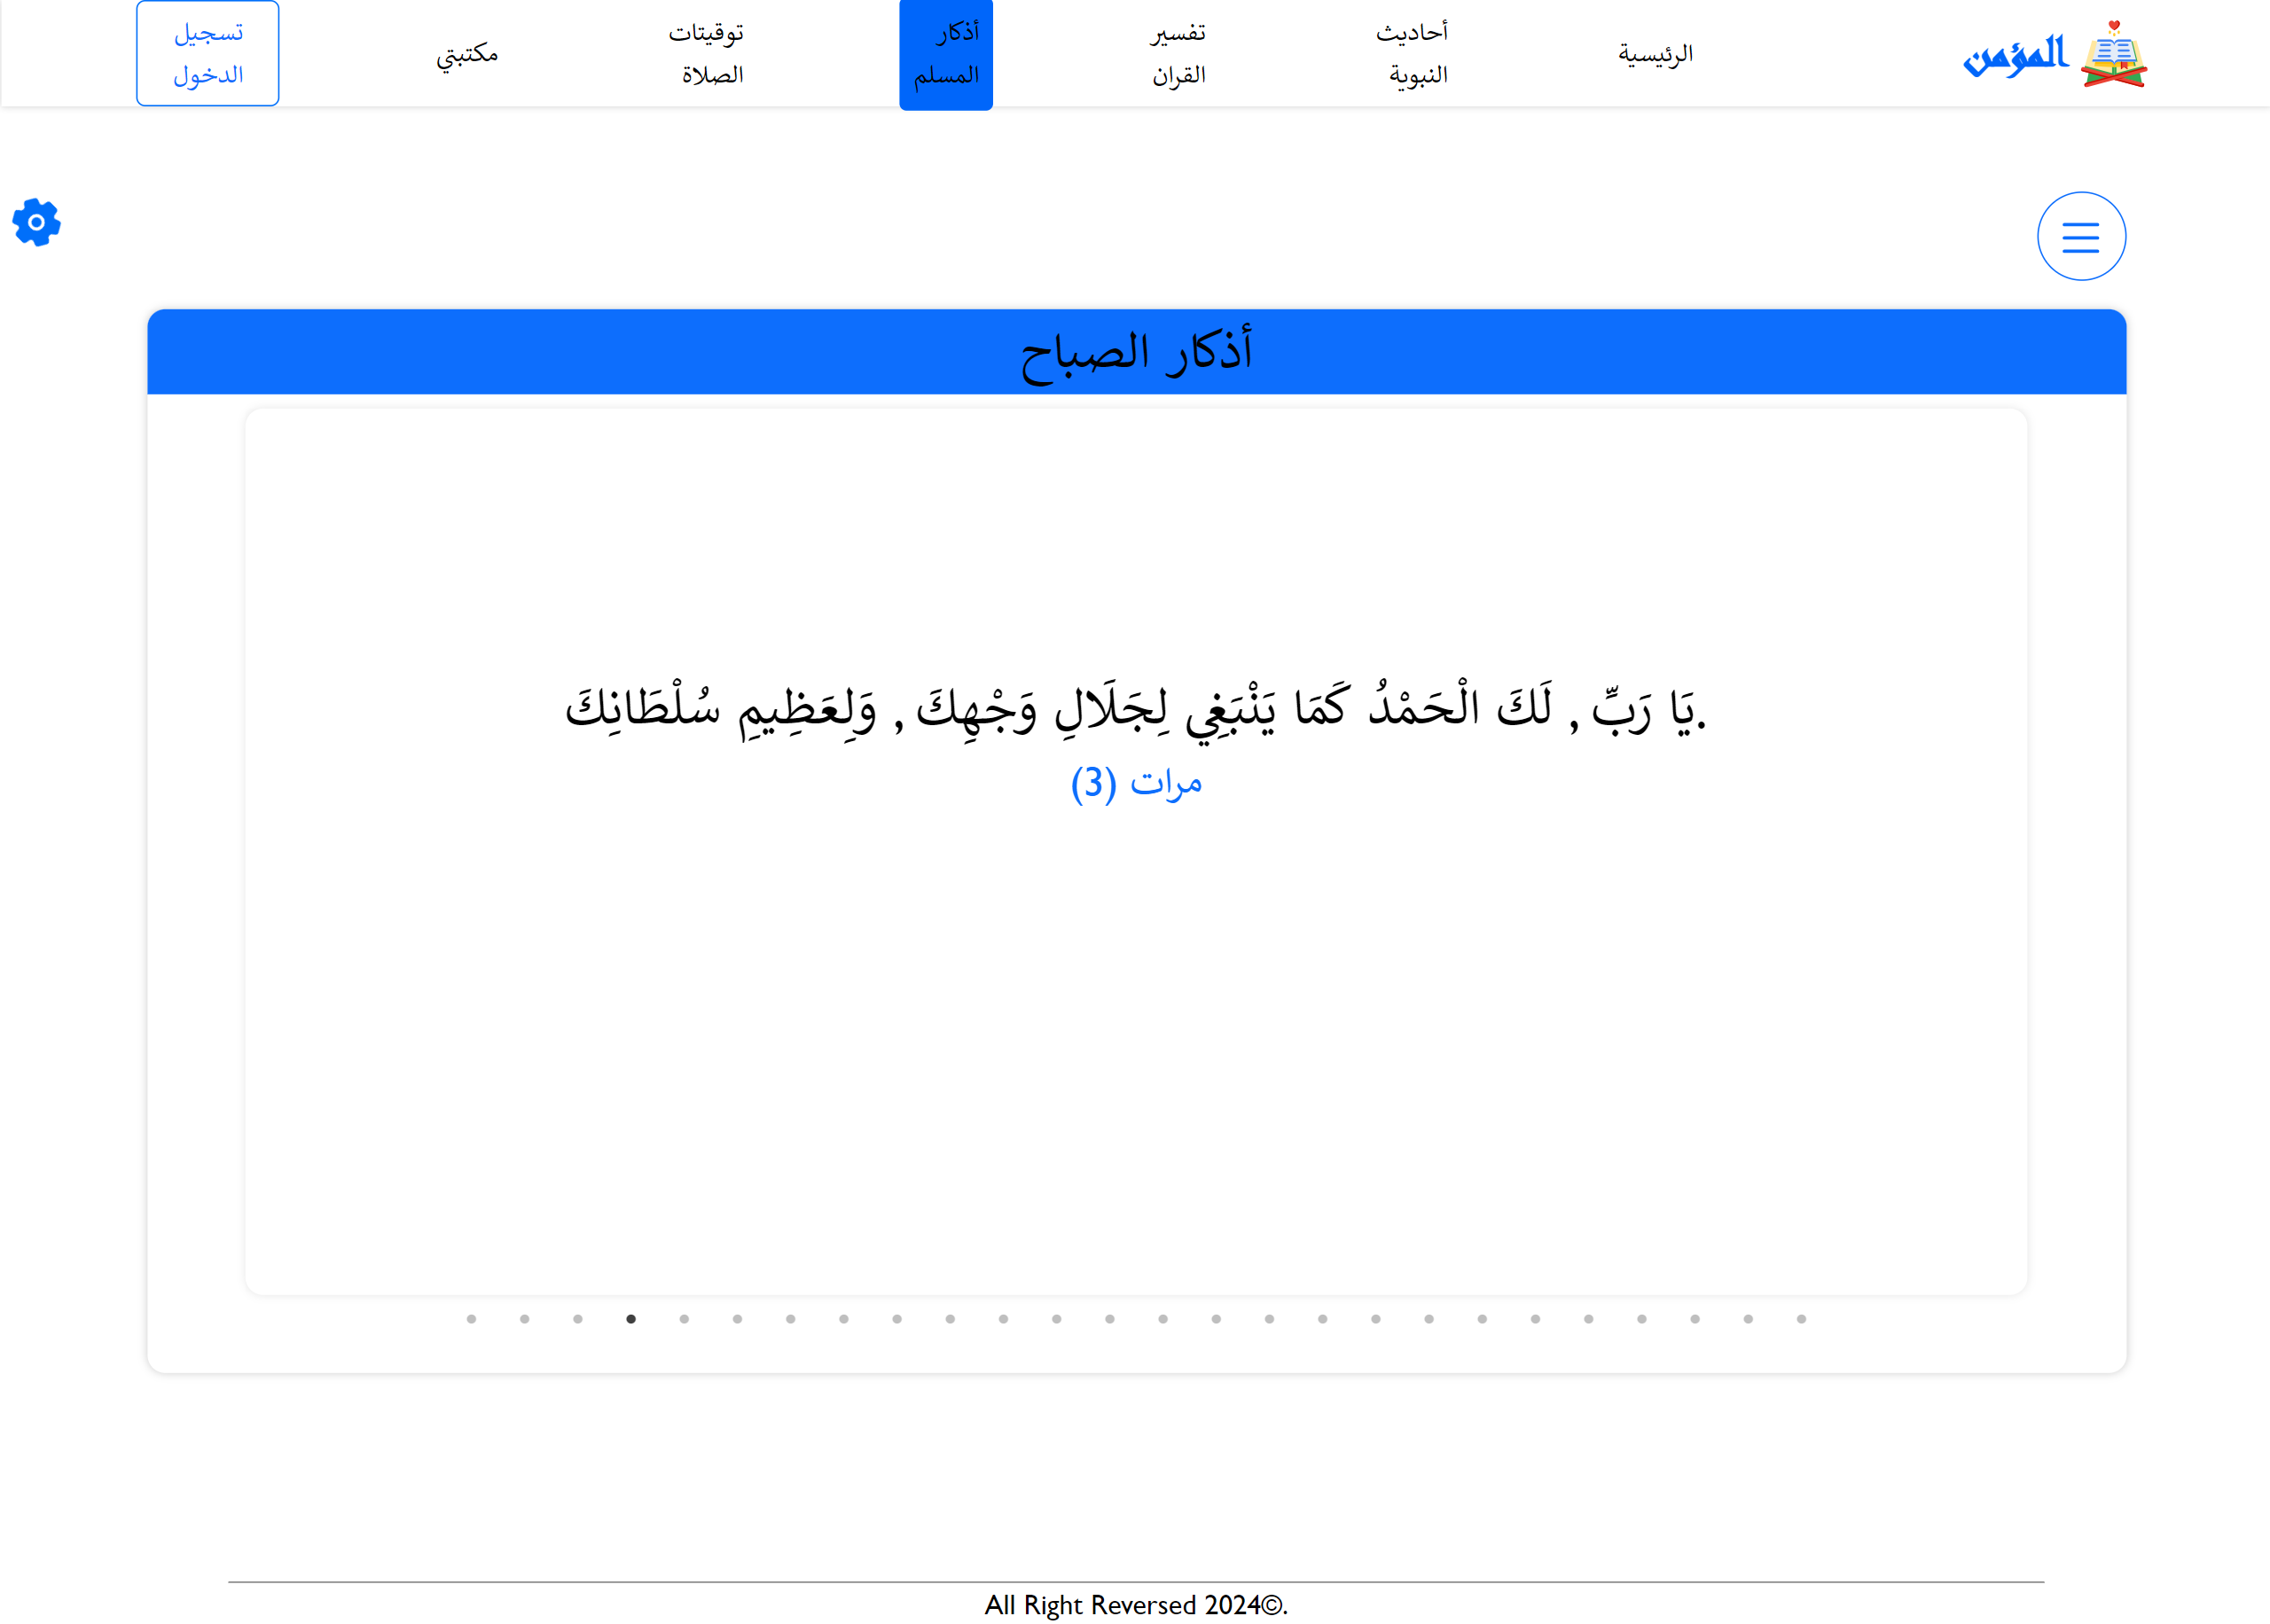 المؤمن
الرئيسية
أحاديث
النبوية
تفسير
القران
أذكار
المسلم
توقيتات
الصلاة
مكتبتي
تسجيل
الدخول
أذكار الصباح
.يَا رَبِّ , لَكَ الْحَمْدُ كَمَا يَنْبَغِي لِجَلَالِ وَجْهِكَ , وَلِعَظِيمِ سُلْطَانِكَ
مرات (3)
All Right Reversed 2024©.